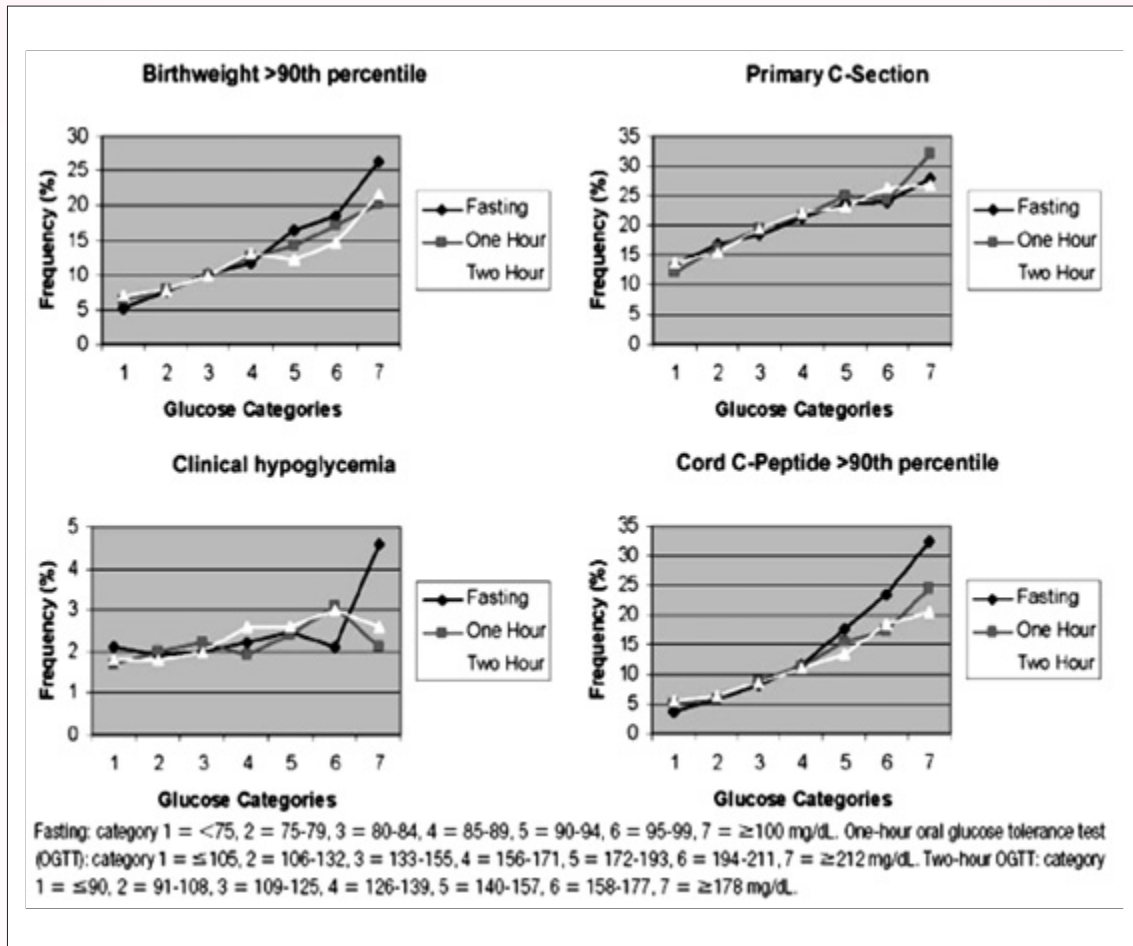 Birthweight >90th percentile
Frequency (%)
30
25
20
15
10
5
0
1 2 3 4 5 6 7
Glucose Categories
Fasting
One Hour
Two Hour
Primary C-Section
Frequency (%)
35
30
25
20
15
10
5
0
1 2 3 4 5 6 7
Glucose Categories
Fasting
One Hour
Two Hour
Clinical hypoglycemia
Frequency (%)
5
4
3
2
1
0
1 2 3 4 5 6 7
Glucose Categories
Fasting
One Hour
Two Hour
Cord C-Peptide >90th percentile
Frequency (%)
35
30
25
20
15
10
5
0
1 2 3 4 5 6 7
Glucose Categories
Fasting
One Hour
Two Hour
Fasting: category 1 = <75, 2 = 75-79, 3 = 80-84, 4 = 85-89, 5 = 90-94, 6 = 95-99, 7 = ≥100 mg/dL. One-hour oral glucose tolerance test
(OGTT): category 1 = ≤105, 2 = 106-132, 3 = 133-155, 4 = 156-171, 5 = 172-193, 6 = 194-211, 7 = ≥212 mg/dL. Two-hour OGTT: category
1 = ≤90, 2 = 91-108, 3 = 109-125, 4 = 126-139, 5 = 140-157, 6 = 158-177, 7 = ≥178 mg/dL.